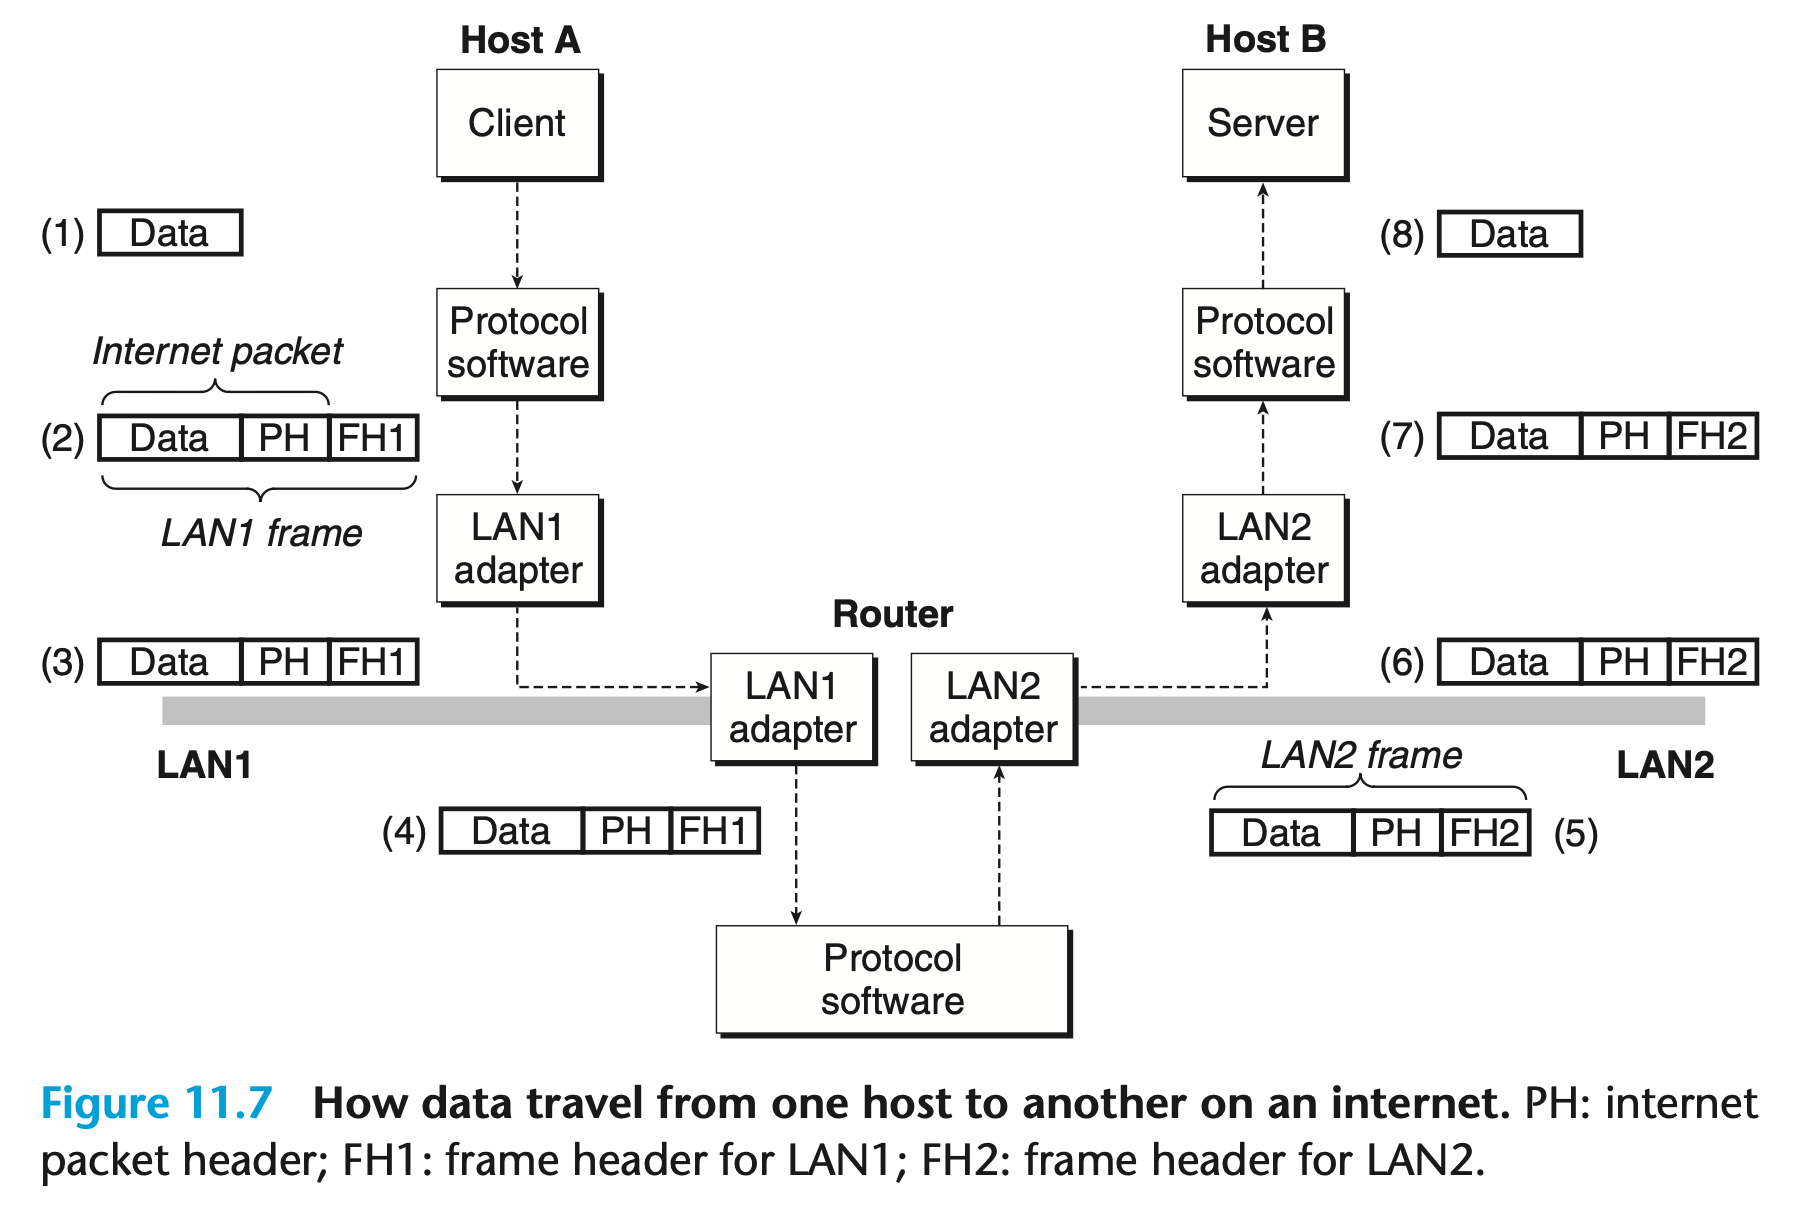 Host A
Host B
Client
Server
(1) Data
(8) Data
Protocol
software
Protocol
software
Internet packet
(2) Data PH FH1
(7) Data PH FH2
LAN1 frame
LAN1
adapter
LAN2
adapter
Router
(3) Data PH FH1
(6) Data PH FH2
LAN1
adapter
LAN2
adapter
LAN1
LAN2 frame
LAN2
(4) Data PH FH1
Data PH FH2 (5)
Protocol
software
Figure 11.7 How data travel from one host to another on an internet. PH: internet
packet header; FH1: frame header for LAN1; FH2: frame header for LAN2.